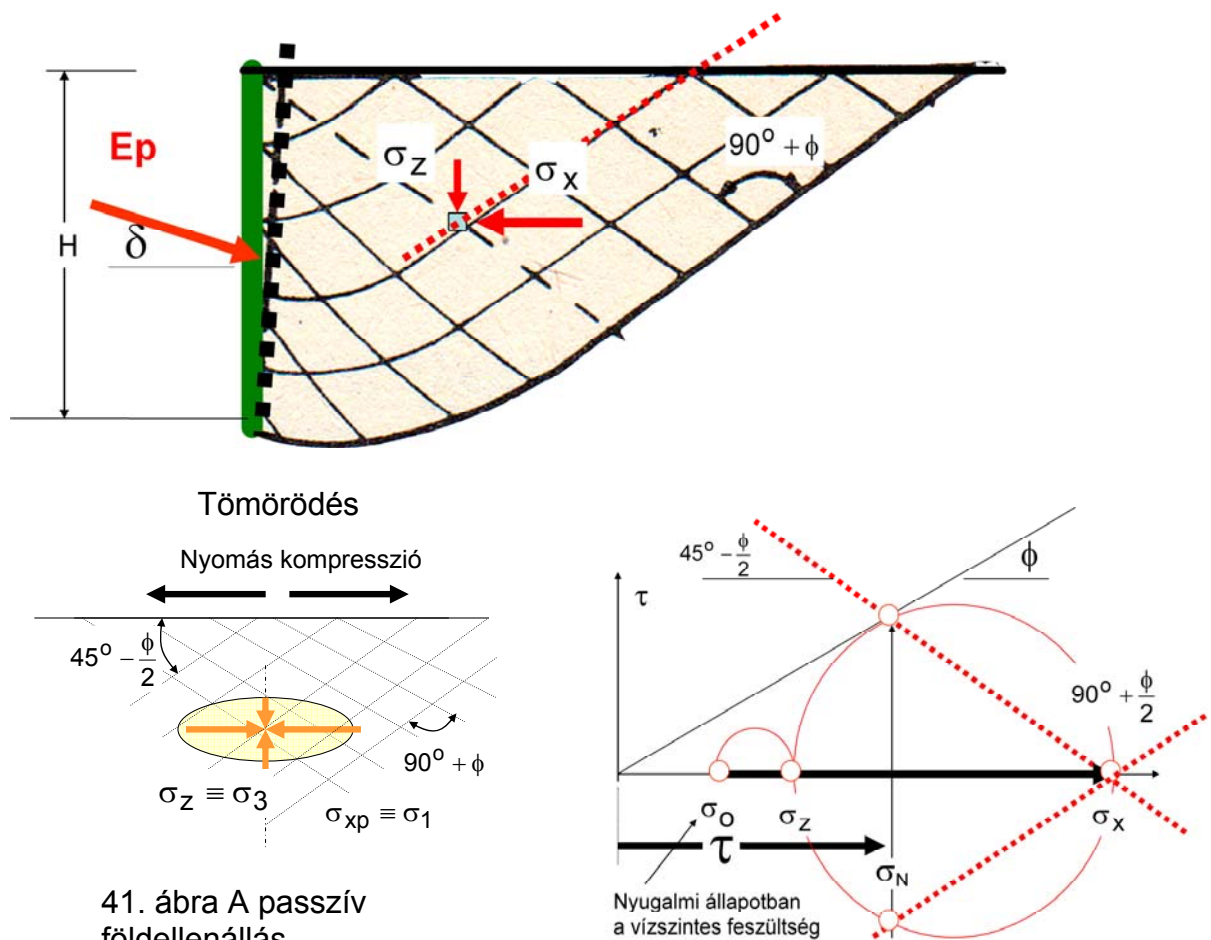 Ep
σz
σx
90° + ϕ
H
δ
Tömörödés
Nyomás kompresszió
45° − ϕ/2
90° + ϕ
σz ≡ σ3
σxp ≡ σ1
41. ábra A passzív
földellenállás
45° − ϕ/2
ϕ
τ
90° + ϕ/2
σo
σz
σx
τ
σN
Nyugalmi állapotban
a vízszintes feszültség